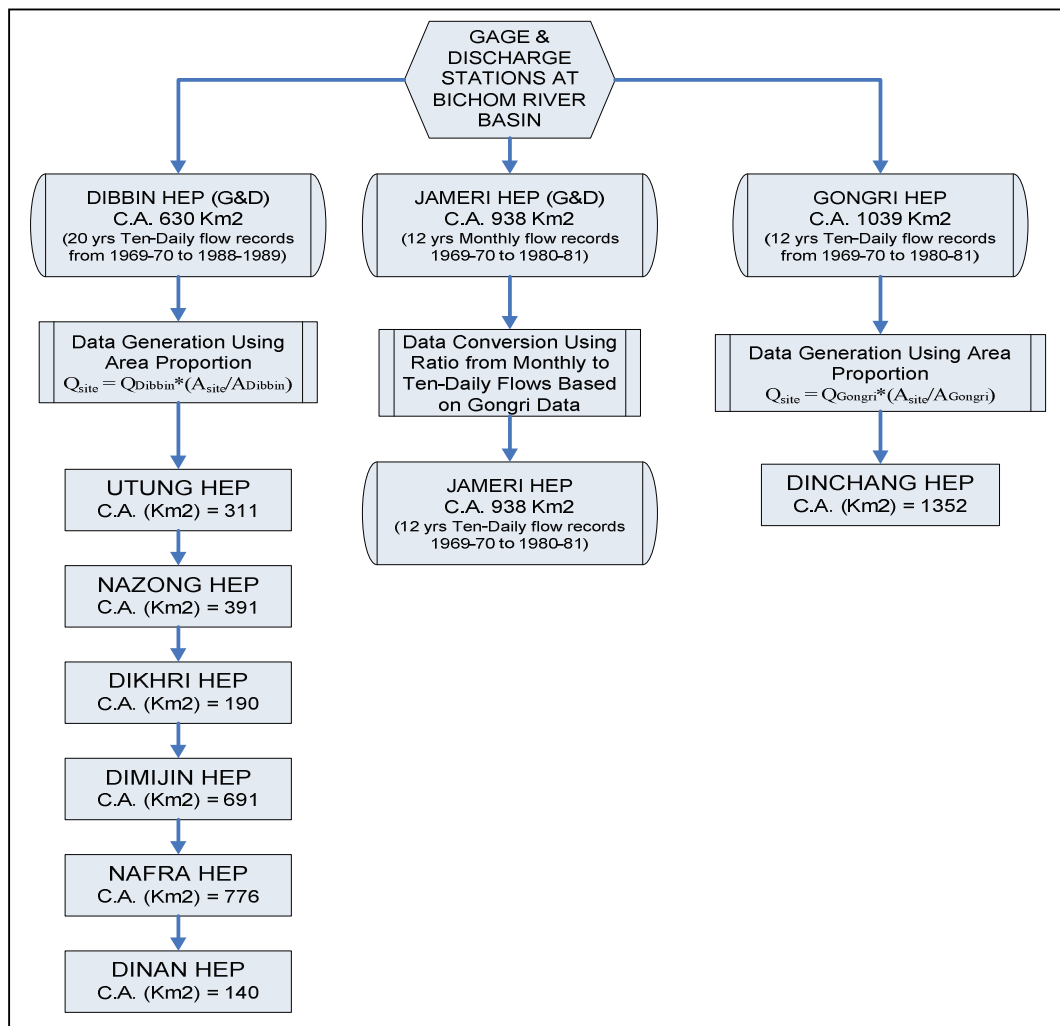 GAGE &
DISCHARGE
STATIONS AT
BICHOM RIVER
BASIN
DIBBIN HEP (G&D)
C.A. 630 Km2
(20 yrs Ten-Daily flow records
from 1969-70 to 1988-1989)
Data Generation Using
Area Proportion
Qsite = QDibbin*(Asite/ADibbin)
UTUNG HEP
C.A. (Km2) = 311
NAZONG HEP
C.A. (Km2) = 391
DIKHRI HEP
C.A. (Km2) = 190
DIMIJIN HEP
C.A. (Km2) = 691
NAFRA HEP
C.A. (Km2) = 776
DINAN HEP
C.A. (Km2) = 140
JAMERI HEP (G&D)
C.A. 938 Km2
(12 yrs Monthly flow records
1969-70 to 1980-81)
Data Conversion Using
Ratio from Monthly to
Ten-Daily Flows Based
on Gongri Data
JAMERI HEP
C.A. 938 Km2
(12 yrs Ten-Daily flow records
1969-70 to 1980-81)
GONGRI HEP
C.A. 1039 KM2
(12 yrs Ten-Daily flow records
from 1969-70 to 1980-81)
Data Generation Using Area
Proportion
Qsite = QGongri*(Asite/AGongri)
DINCHANG HEP
C.A. (Km2) = 1352